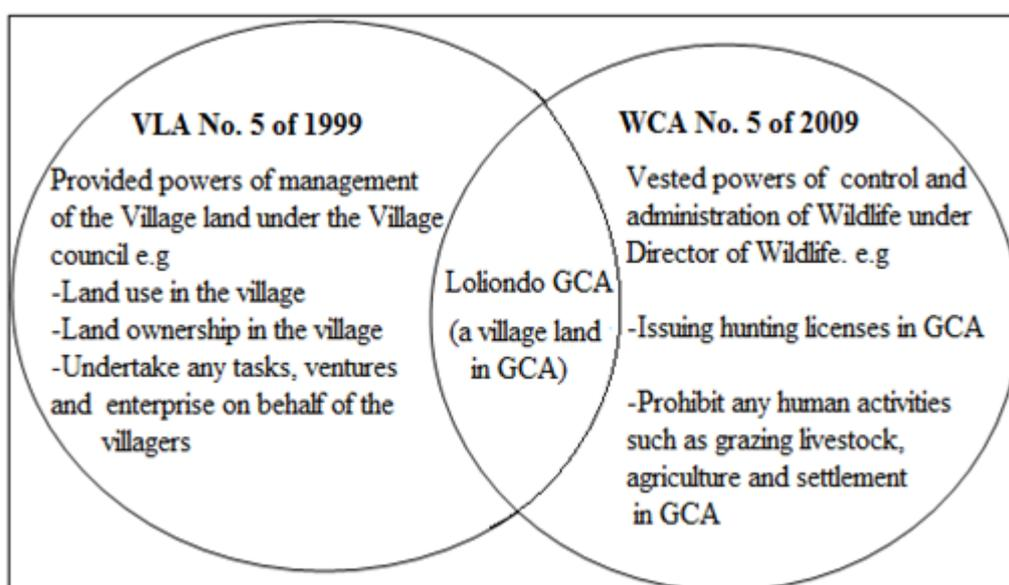 VLA No. 5 of 1999
Provided powers of management
of the Village land under the Village
council e.g
-Land use in the village
-Land ownership in the village
-Undertake any tasks, ventures
and enterprise on behalf of the
villagers
Loliondo GCA
(a village land
in GCA)
WCA No. 5 of 2009
Vested powers of control and
administration of Wildlife under
Director of Wildlife. e.g
-Issuing hunting licenses in GCA
-Prohibit any human activities
such as grazing livestock,
agriculture and settlement
in GCA